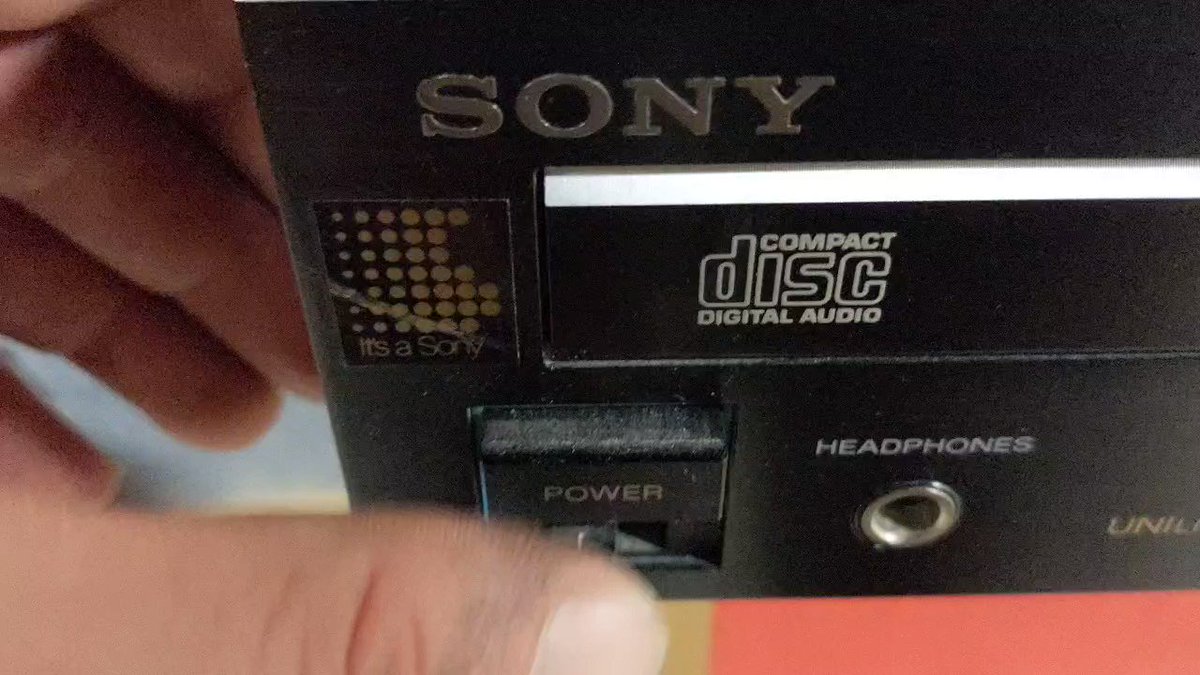 SONY
COMPACT
disc
DIGITAL AUDIO
It's a Sony
HEADPHONES
POWER